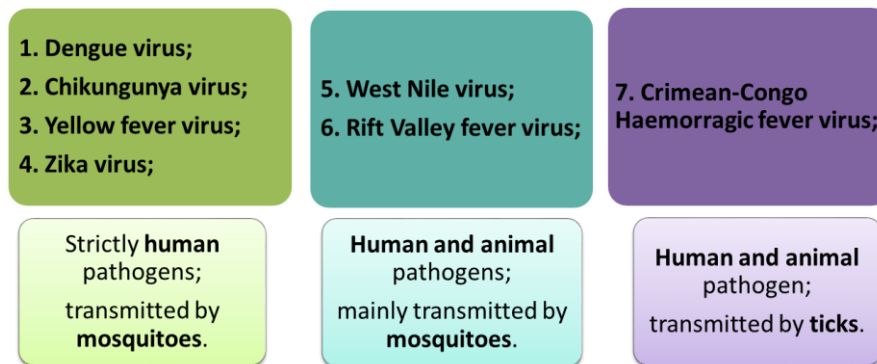 1. Dengue virus;
2. Chikungunya virus;
3. Yellow fever virus;
4. Zika virus;
5. West Nile virus;
6. Rift Valley fever virus;
7. Crimean-Congo
Haemorragic fever virus;
Strictly human
pathogens;
transmitted by
mosquitoes.
Human and animal
pathogens;
mainly transmitted by
mosquitoes.
Human and animal
pathogen;
transmitted by ticks.